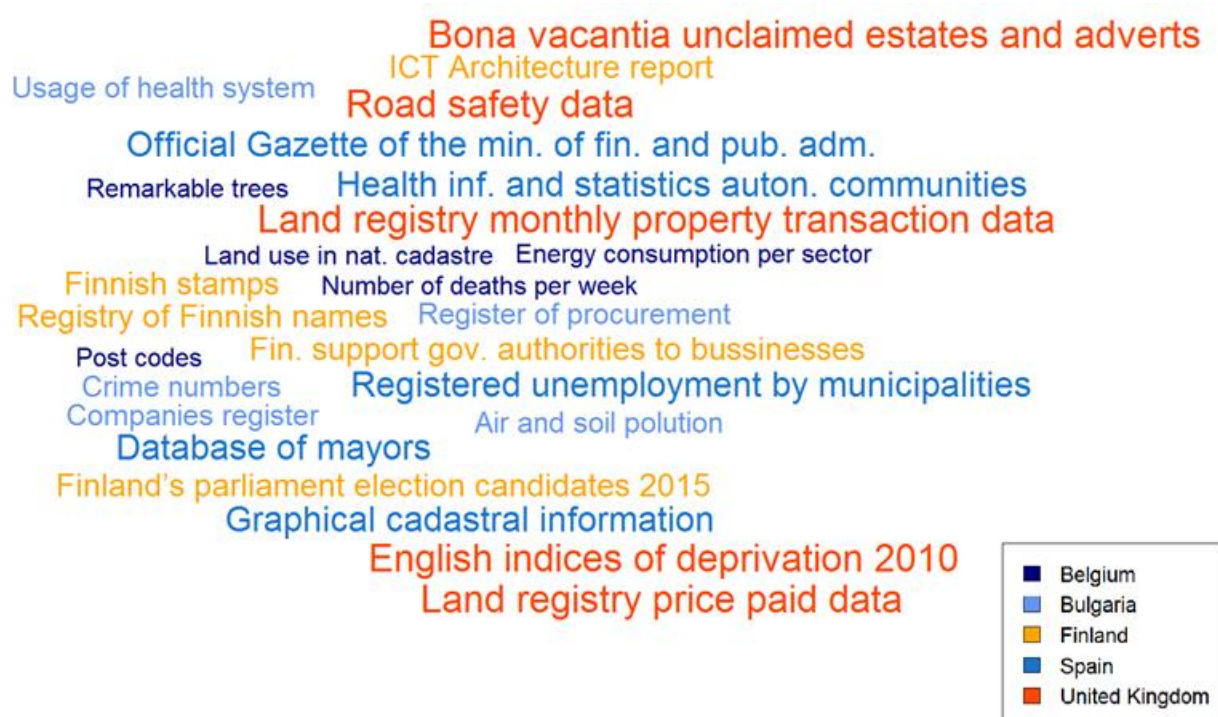 Bona vacantia unclaimed estates and adverts
ICT Architecture report
Usage of health system
Road safety data
Official Gazette of the min. of fin. and pub. adm.
Remarkable trees
Health inf. and statistics auton. communities
Land registry monthly property transaction data
Land use in nat. cadastre
Energy consumption per sector
Finnish stamps
Number of deaths per week
Registry of Finnish names
Register of procurement
Post codes
Fin. support gov. authorities to bussinesses
Crime numbers
Registered unemployment by municipalities
Companies register
Air and soil polution
Database of mayors
Finland's parliament election candidates 2015
Graphical cadastral information
English indices of deprivation 2010
Land registry price paid data
Belgium
Bulgaria
Finland
Spain
United Kingdom